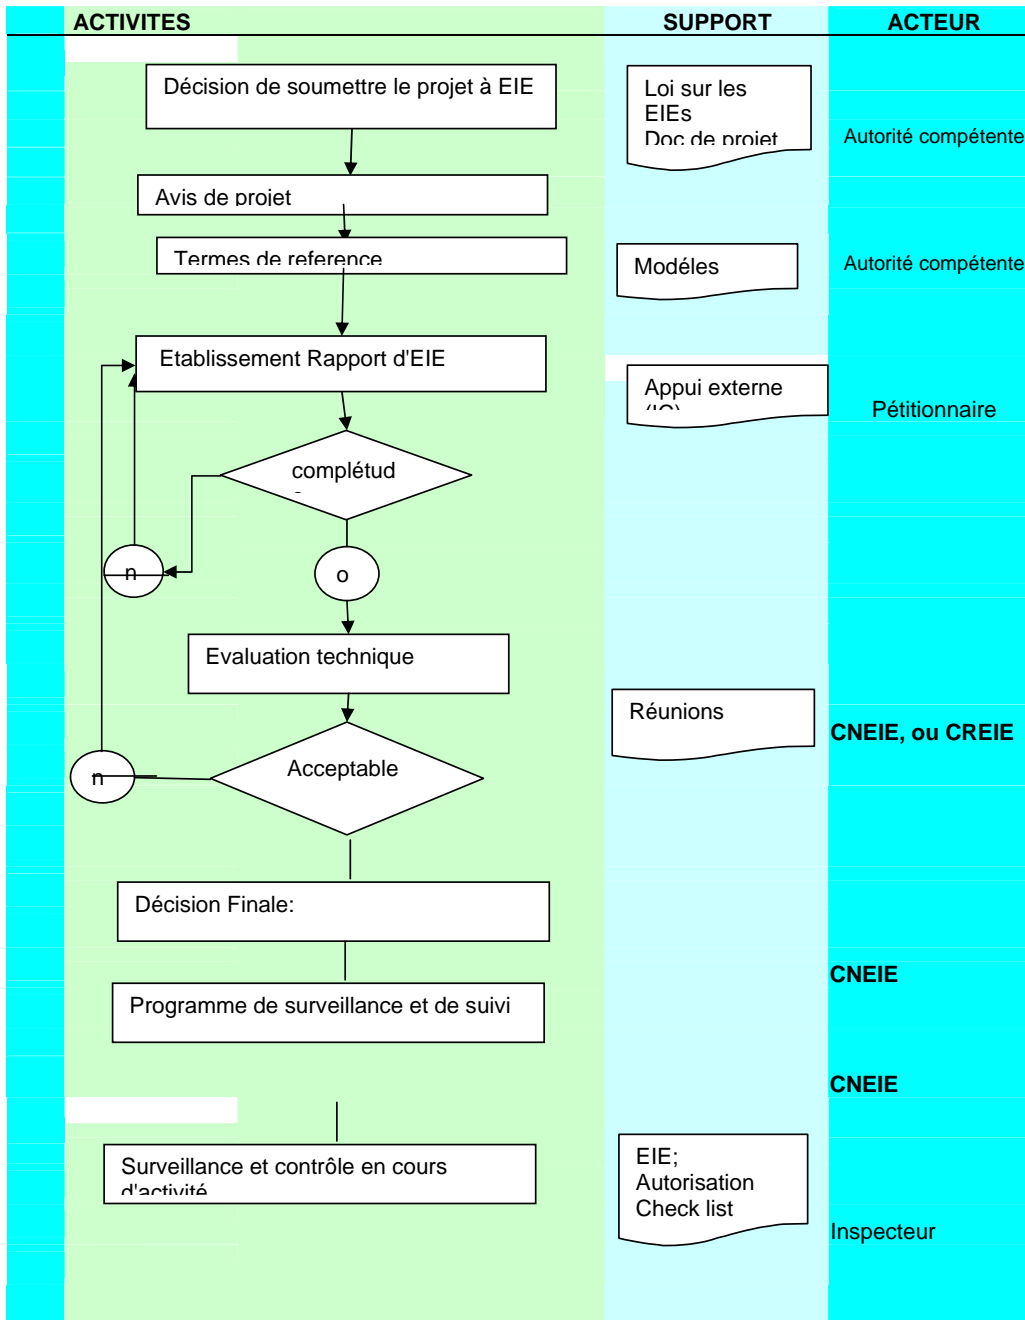 ACTIVITES SUPPORT ACTEUR
Décision de soumettre le projet à EIE
Loi sur les
EIEs
Doc de projet
Autorité compétente
Avis de projet
Termes de reference
Modéles
Autorité compétente
Etablissement Rapport d'EIE
Appui externe
Pétitionnaire
complétud
n
o
Evaluation technique
Réunions
CNEIE, ou CREIE
Acceptable
n
Décision Finale:
CNEIE
Programme de surveillance et de suivi
CNEIE
Surveillance et contrôle en cours
d'activité
EIE;
Autorisation
Check list
Inspecteur